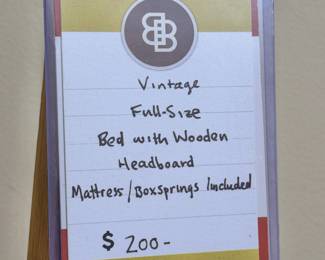 Vintage
Full-Size
Bed with Wooden
Headboard
Mattress/Boxsprings Included
$ 200-